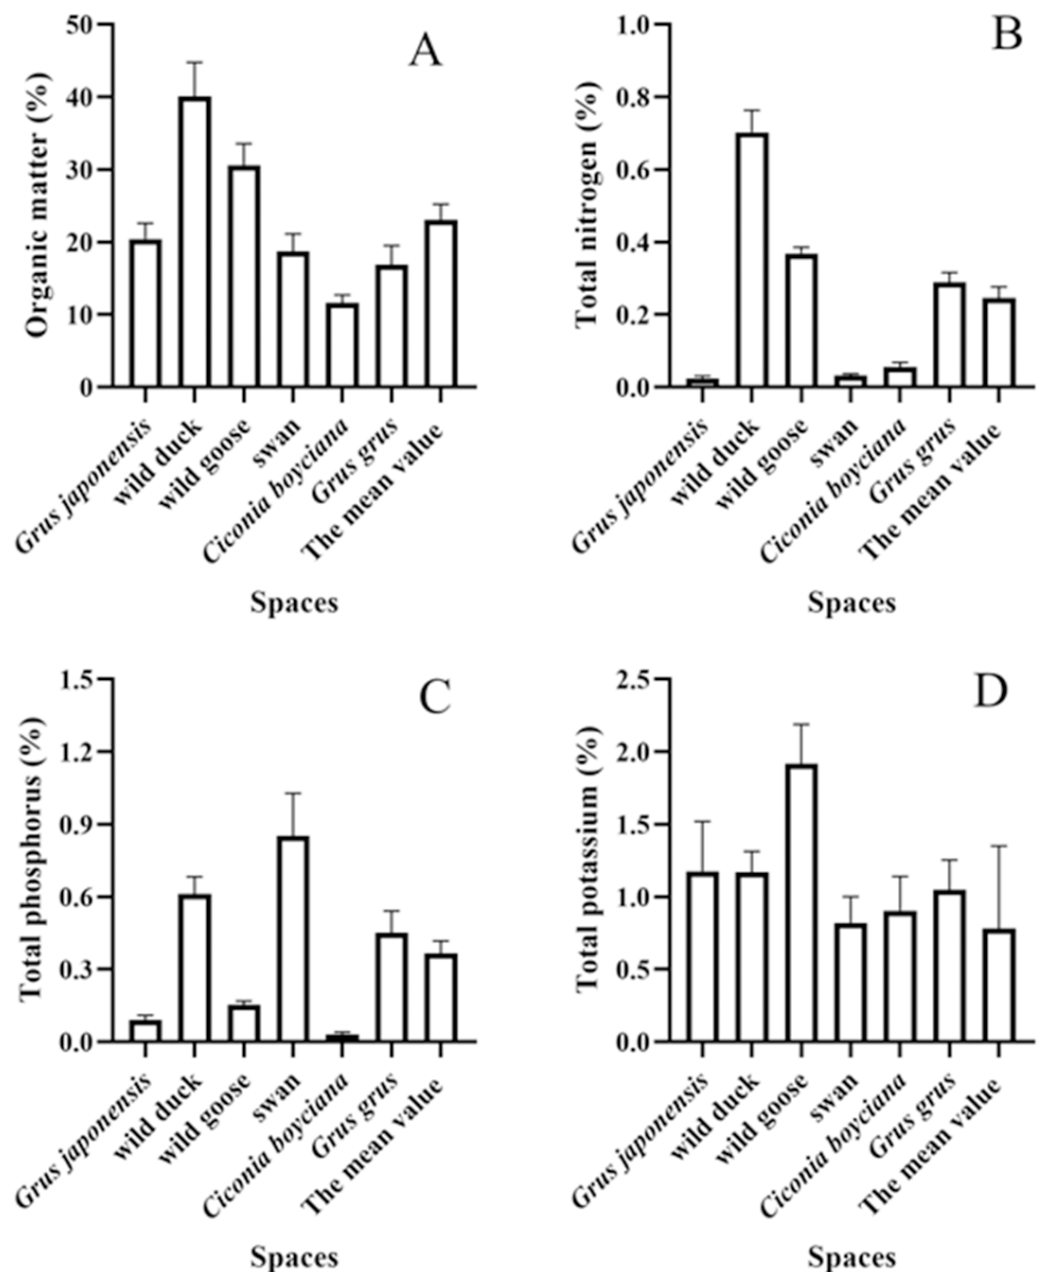 A
Organic matter (%)
50
40
30
20
10
0
Grus japonensis
wild duck
wild goose
swan
Ciconia boyciana
Grus grus
The mean value
Spaces
B
Total nitrogen (%)
1.0
0.8
0.6
0.4
0.2
0.0
Grus japonensis
wild duck
wild goose
swan
Ciconia boyciana
Grus grus
The mean value
Spaces
C
Total phosphorus (%)
1.5
1.2
0.9
0.6
0.3
0.0
Grus japonensis
wild duck
wild goose
swan
Ciconia boyciana
Grus grus
The mean value
Spaces
D
Total potassium (%)
2.5
2.0
1.5
1.0
0.5
0.0
Grus japonensis
wild duck
wild goose
swan
Ciconia boyciana
Grus grus
The mean value
Spaces